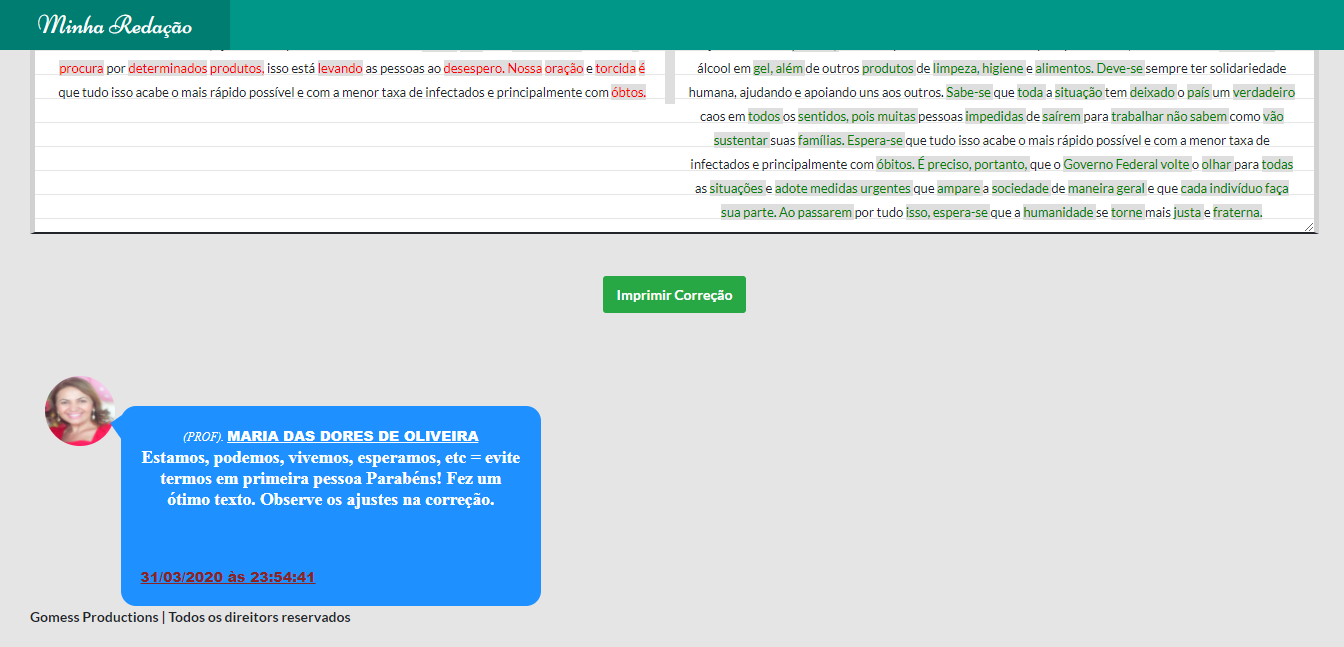 Minha Redação
procura por determinados produtos, isso está levando as pessoas ao desespero. Nossa oração e torcida é
que tudo isso acabe o mais rápido possível e com a menor taxa de infectados e principalmente com óbtos.
álcool em gel, além de outros produtos de limpeza, higiene e alimentos. Deve-se sempre ter solidariedade
humana, ajudando e apoiando uns aos outros. Sabe-se que toda a situação tem deixado o país um verdadeiro
caos em todos os sentidos, pois muitas pessoas impedidas de saírem para trabalhar não sabem como vão
sustentar suas famílias. Espera-se que tudo isso acabe o mais rápido possível e com a menor taxa de
infectados e principalmente com óbitos. É preciso, portanto, que o Governo Federal volte o olhar para todas
as situações e adote medidas urgentes que ampare a sociedade de maneira geral e que cada indivíduo faça
sua parte. Ao passarem por tudo isso, espera-se que a humanidade se torne mais justa e fraterna.
Imprimir Correção
(PROF). MARIA DAS DORES DE OLIVEIRA
Estamos, podemos, vivemos, esperamos, etc = evite
termos em primeira pessoa Parabéns! Fez um
ótimo texto. Observe os ajustes na correção.
31/03/2020 às 23:54:41
Gomess Productions | Todos os direitors reservados